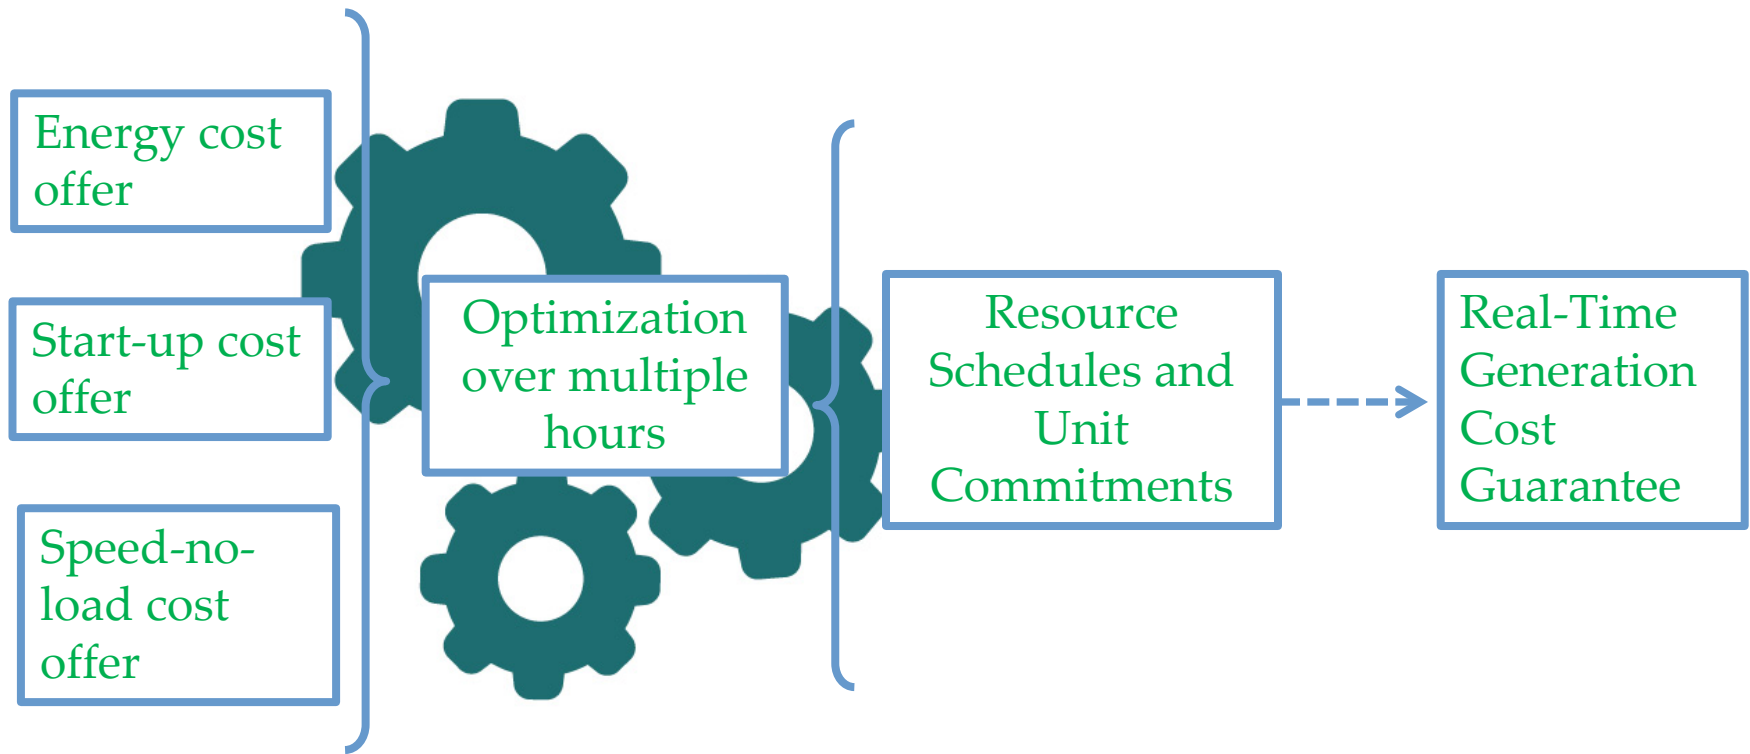 Energy cost
offer
Start-up cost
offer
Speed-no-
load cost
offer
Optimization
over multiple
hours
Resource
Schedules and
Unit
Commitments
Real-Time
Generation
Cost
Guarantee